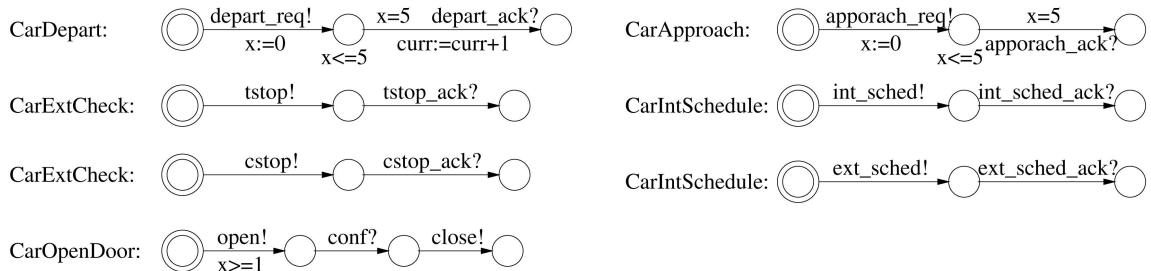 CarDepart: depart_req! x=5 depart_ack? CarApproach: apporach_req! x=5
x:=0 curr:=curr+1 x:=0 apporach_ack?
x<=5 x<=5
CarExtCheck: tstop! tstop_ack? CarIntSchedule: int_sched! int_sched_ack?
CarExtCheck: cstop! cstop_ack? CarIntSchedule: ext_sched! ext_sched_ack?
CarOpenDoor: open! conf? close!
x>=1